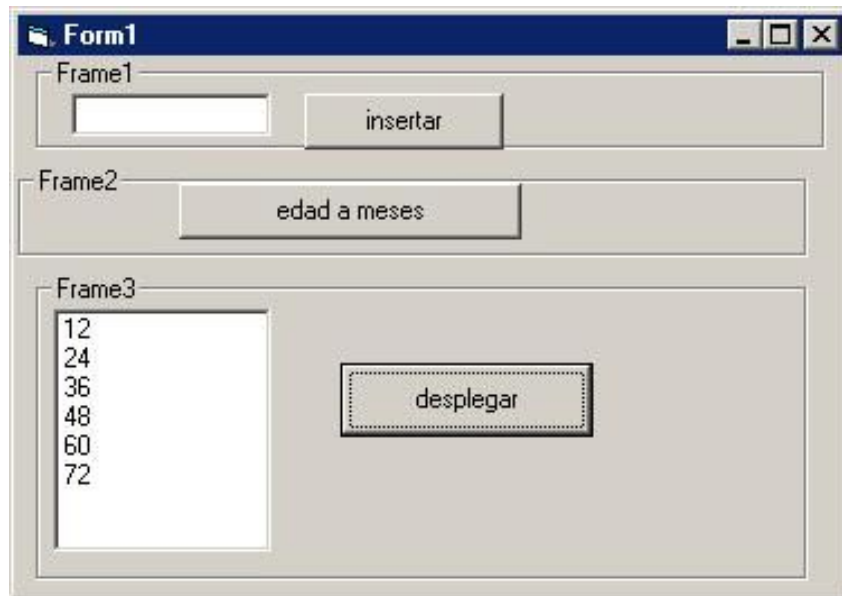 Form1
Frame1
insertar
Frame2
edad a meses
Frame3
12
24
36
48
60
72
desplegar